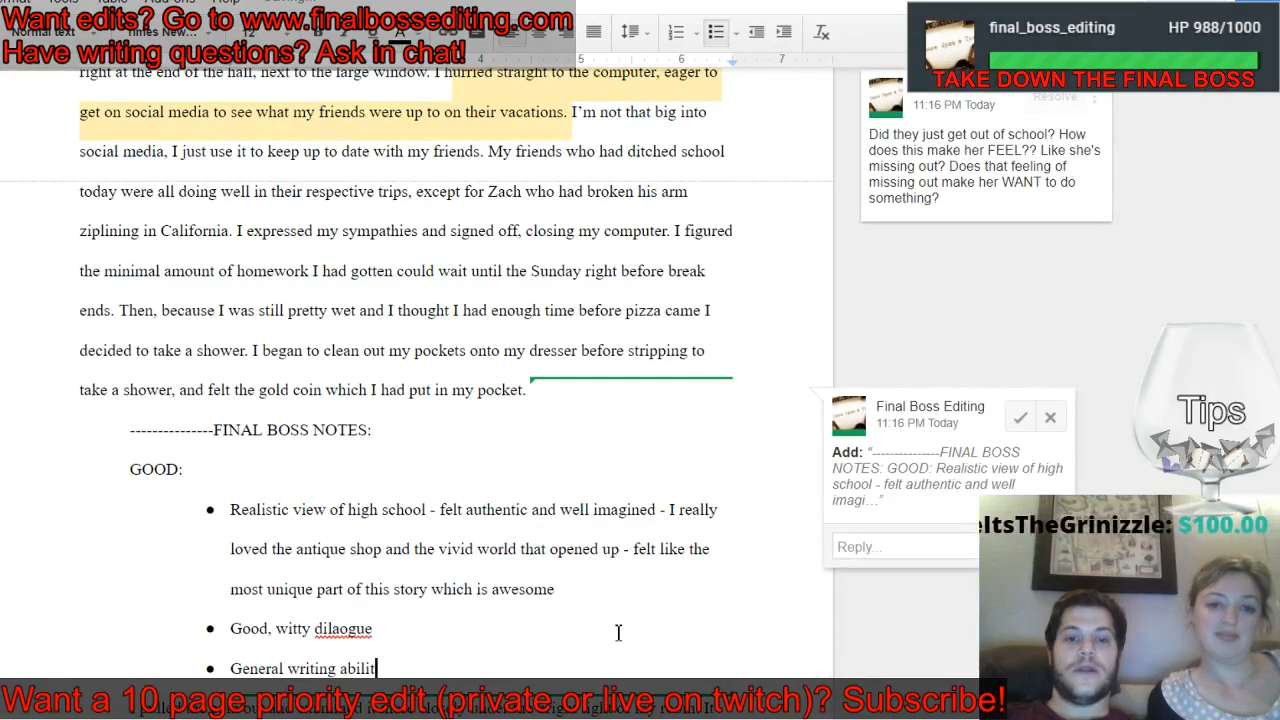 Want edits? Go to www.finalbossediting.com
Have writing questions? Ask in chat!
final_boss_editing HP 988/1000
TAKE DOWN THE FINAL BOSS
5 6 7
right at the end of the hall, next to the large window. I hurried straight to the computer, eager to
get on social media to see what my friends were up to on their vacations. I'm not that big into
social media, I just use it to keep up to date with my friends. My friends who had ditched school
today were all doing well in their respective trips, except for Zach who had broken his arm
ziplining in California. I expressed my sympathies and signed off, closing my computer. I figured
the minimal amount of homework I had gotten could wait until the Sunday right before break
ends. Then, because I was still pretty wet and I thought I had enough time before pizza came I
decided to take a shower. I began to clean out my pockets onto my dresser before stripping to
take a shower, and felt the gold coin which I had put in my pocket.
---------------FINAL BOSS NOTES:
GOOD:
● Realistic view of high school - felt authentic and well imagined - I really
loved the antique shop and the vivid world that opened up - felt like the
most unique part of this story which is awesome
● Good, witty dilaogue
● General writing abilit
11:16 PM Today
Resolve
Did they just get out of school? How
does this make her FEEL?? Like she's
missing out? Does that feeling of
missing out make her WANT to do
something?
Final Boss Editing
11:16 PM Today
Add: "---------------FINAL BOSS
NOTES: GOOD: Realistic view of high
school - felt authentic and well
imagi…"
Reply...
Tips
eItsTheGrinizzle: $100.00
Want a 10 page priority edit (private or live on twitch)? Subscribe!